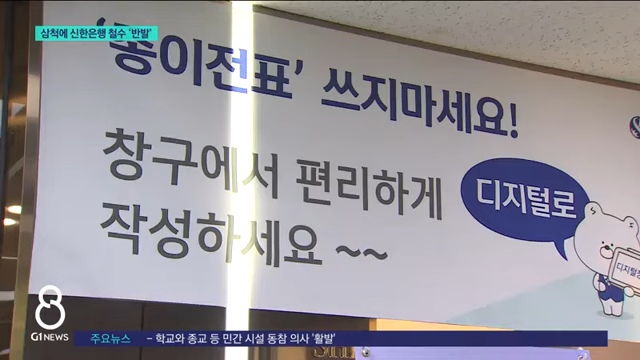 삼척에 신한은행 철수 '반발'
'종이전표' 쓰지마세요!
창구에서 편리하게
작성하세요 ~~
디지털로
G1NEWS
주요뉴스
- 학교와 종교 등 민간 시설 동참 의사 '활발'